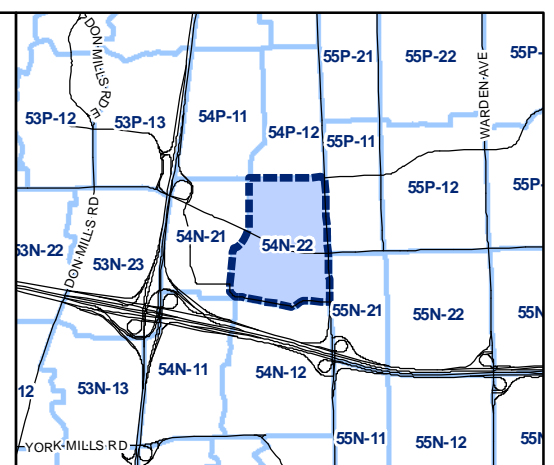 DON MILLS RD E
55P-21
55P-22
55P-
WARDEN AVE
53P-12
53P-13
54P-11
54P-12
55P-11
55P-12
55P
DON MILLS RD
53N-22
53N-23
54N-21
54N-22
55N-21
55N-22
55N
12
53N-13
54N-11
54N-12
YORK MILLS RD
55N-11
55N-12
55N